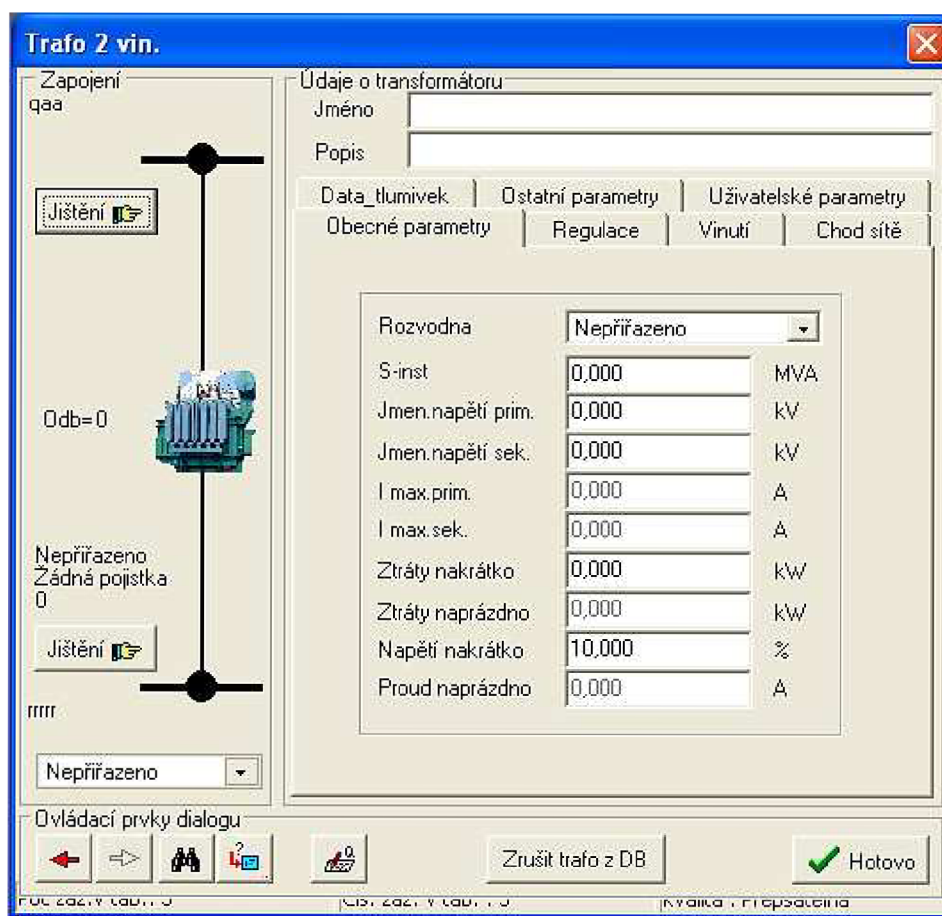 Trafo 2 vin.
Zapojení
qaa
Jištění
Odb=0
Nepřiřazeno
Žádná pojistka
0
Jištění
rrrrr
Nepřiřazeno
Údaje o transformátoru
Jméno
Popis
Data_tlumivek Ostatní parametry Uživatelské parametry
Obecné parametry Regulace Vinutí Chod sítě
Rozvodna Nepřiřazeno
S-inst 0,000 MVA
Jmen.napětí prim. 0,000 kV
Jmen.napětí sek. 0,000 kV
I max.prim. 0,000 A
I max.sek. 0,000 A
Ztráty nakrátko 0,000 kW
Ztráty naprázdno 0,000 kW
Napětí nakrátko 10,000 %
Proud naprázdno 0,000 A
Ovládací prvky dialogu
Zrušit trafo z DB
Hotovo